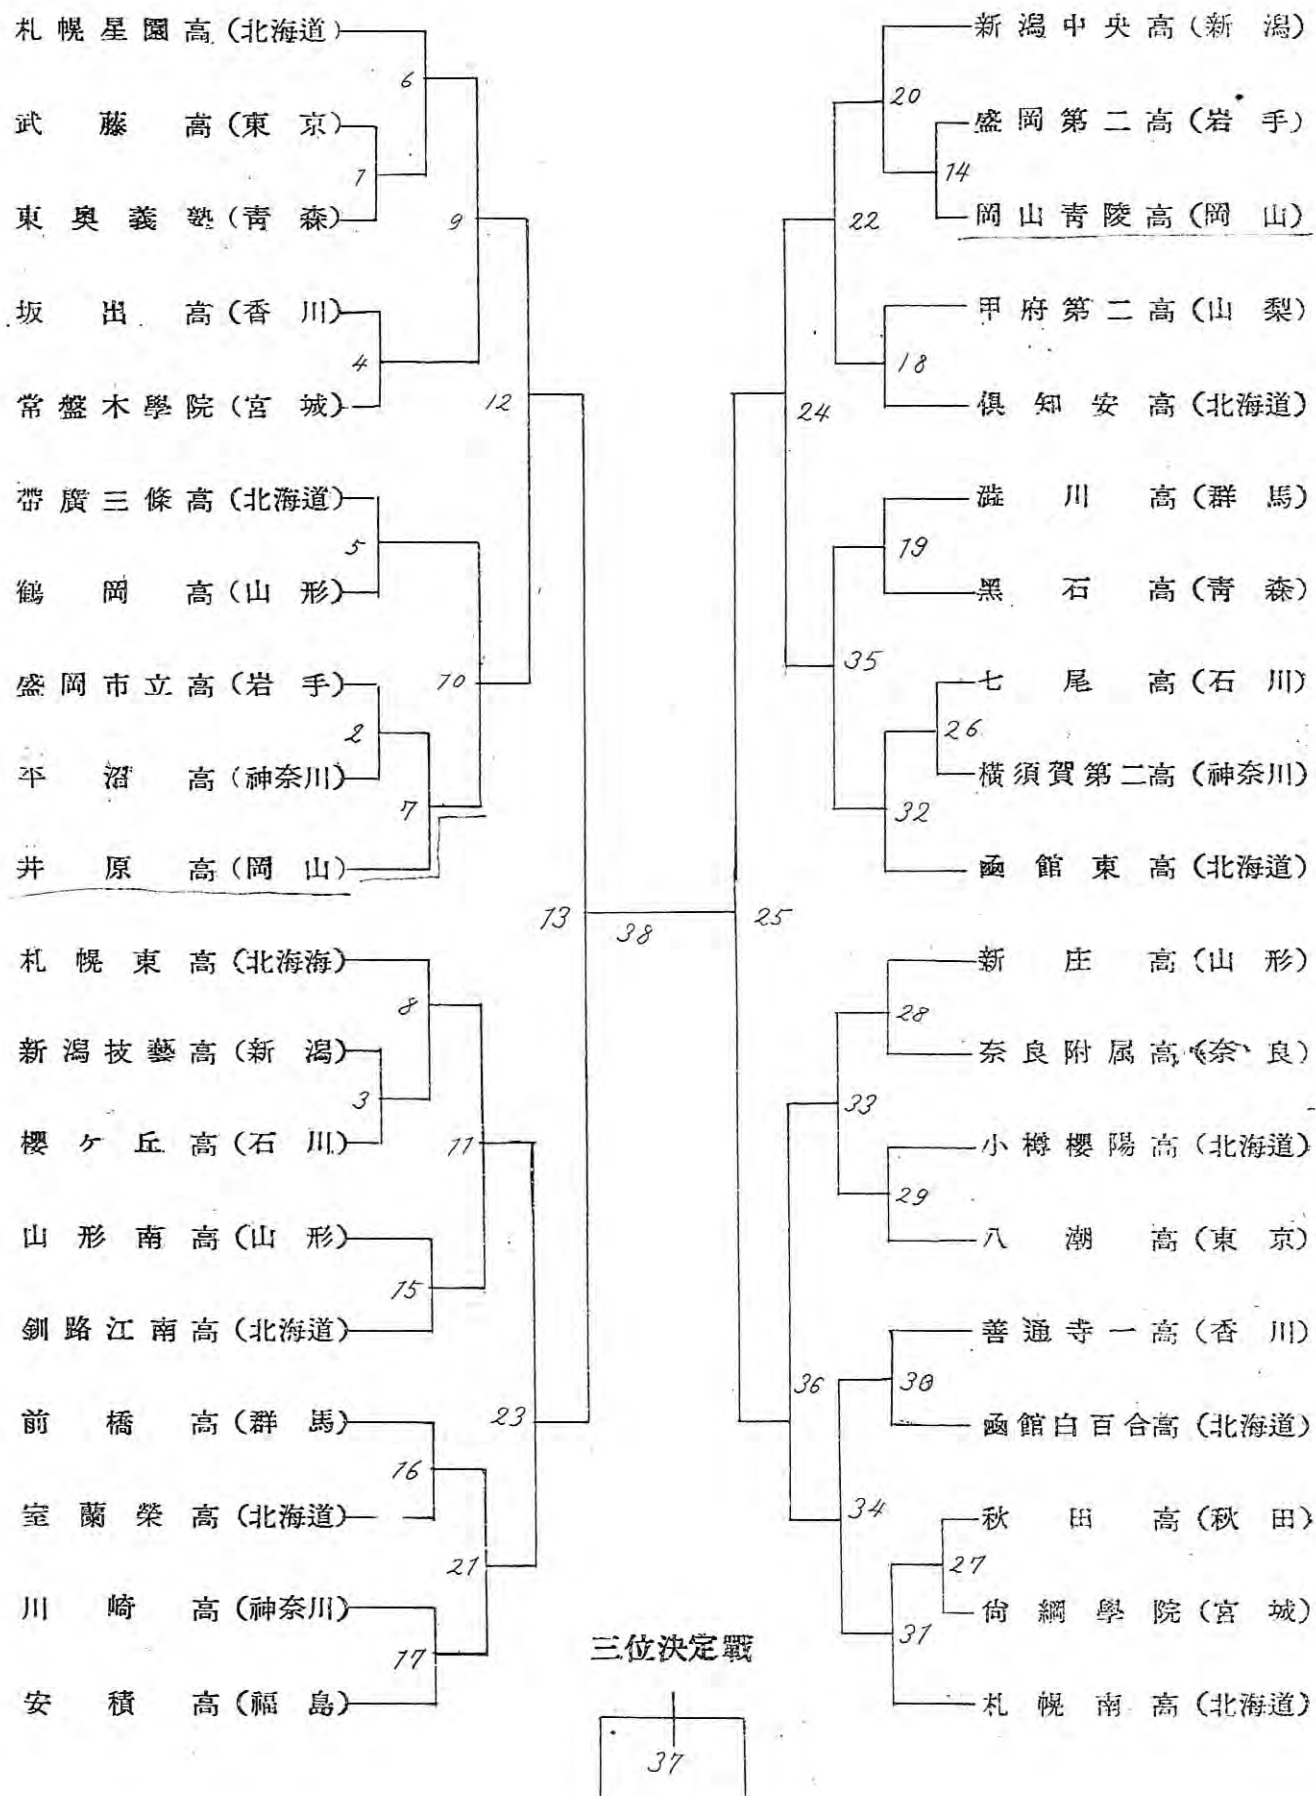 札幌星園高(北海道)
6
武藤高(東京)
1
東奥義塾(靑森)
9
坂出高(香川)
4
常盤木學院(宮城)
12
帶廣三條高(北海道)
5
鶴岡高(山形)
盛岡市立高(岩手)
10
2
平沼高(神奈川)
7
井原高(岡山)
13
38
札幌東高(北海海)
8
新潟技藝高(新潟)
3
櫻ケ丘高(石川)
11
山形南高(山形)
15
釧路江南高(北海道)
前橋高(群馬)
23
16
室蘭榮高(北海道)
21
川崎高(神奈川)
17
安積高(福島)
新潟中央高(新潟)
20
盛岡第二高(岩手)
14
岡山靑陵高(岡山)
22
甲府第二高(山梨)
18
倶知安高(北海道)
24
澁川高(群馬)
19
黑石高(靑森)
35
七尾高(石川)
26
横須賀第二高(神奈川)
32
函館東高(北海道)
25
新庄高(山形)
28
奈良附属高(奈良)
33
小樽櫻陽高(北海道)
29
八潮高(東京)
善通寺一高(香川)
36
30
函館白百合高(北海道)
34
秋田高(秋田)
27
尙絅學院(宮城)
31
札幌南高(北海道)
三位決定戰
37